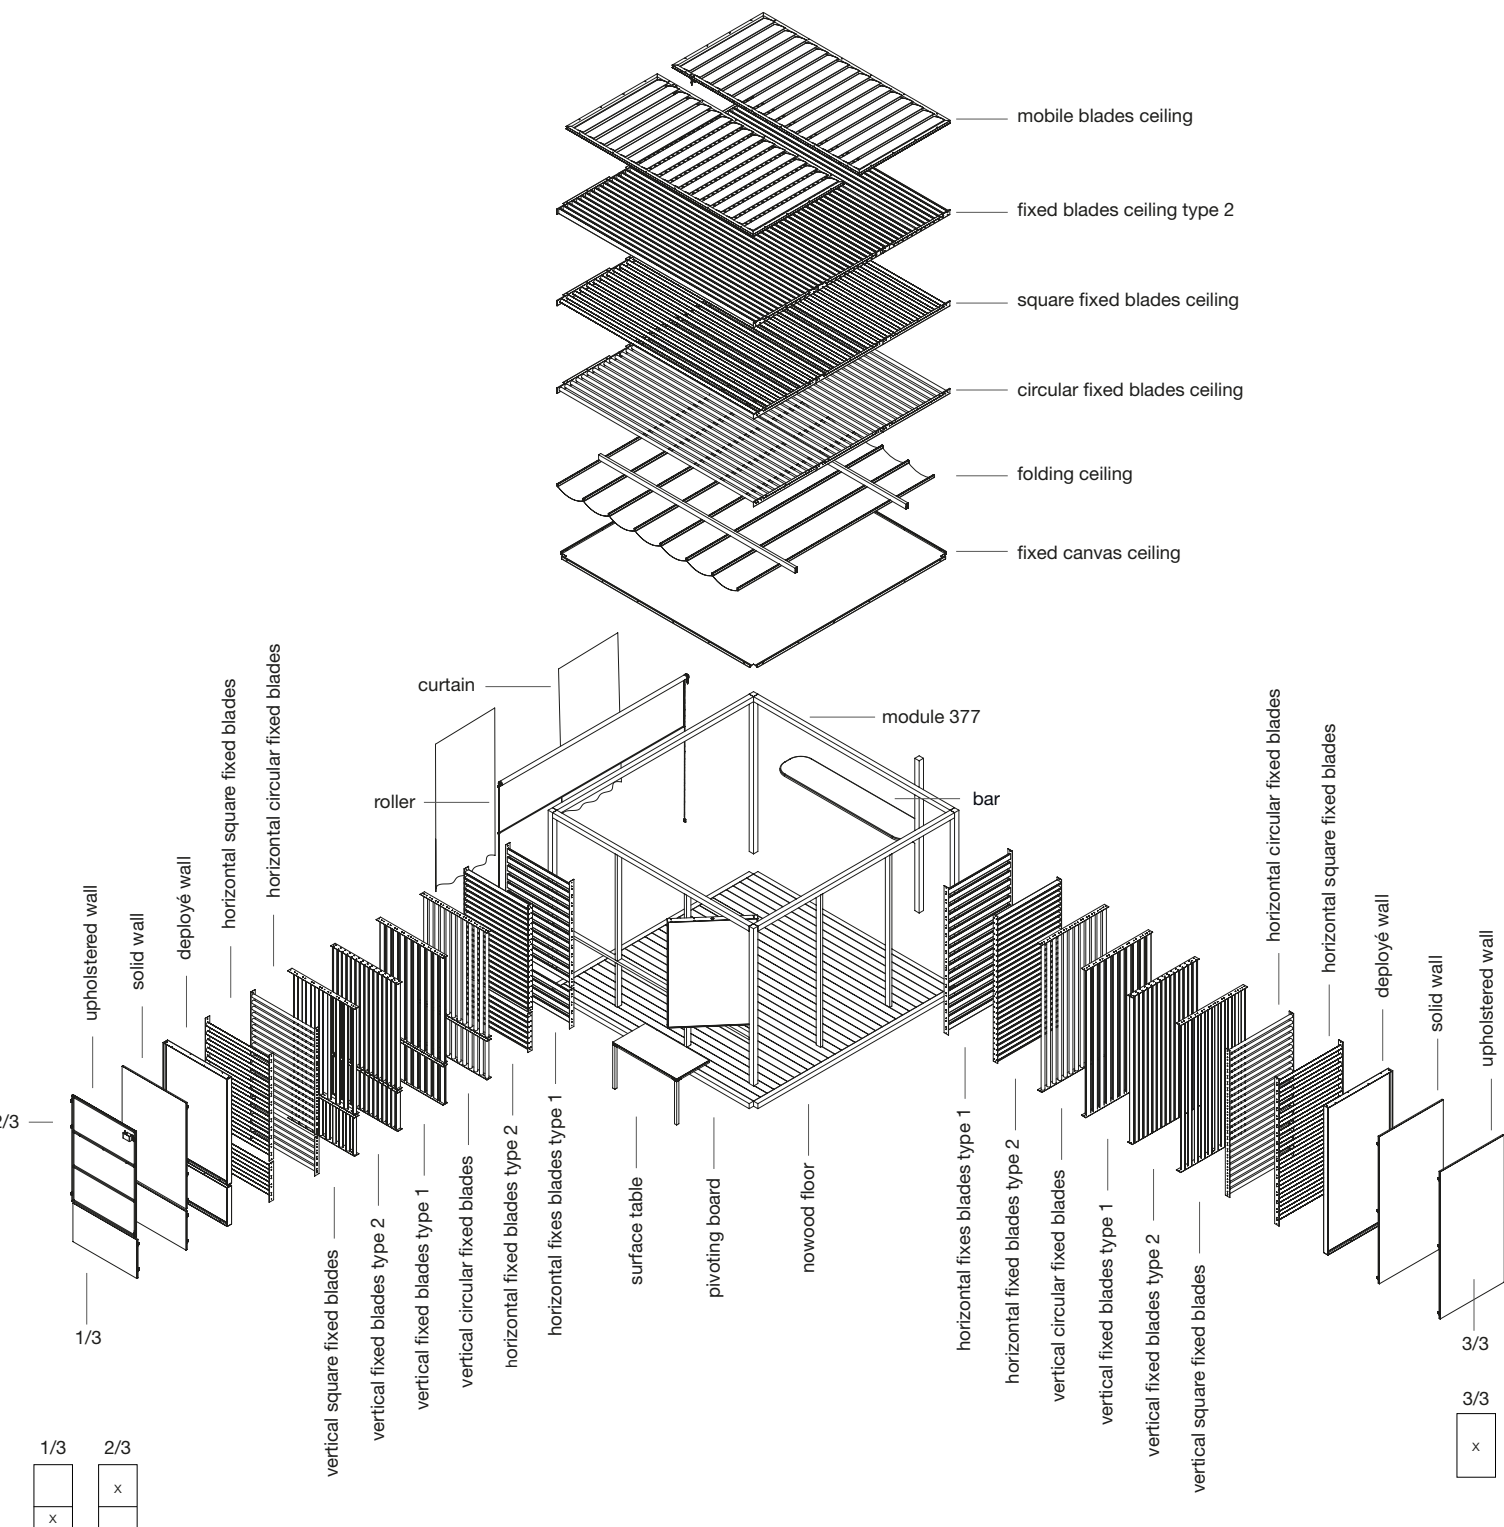 mobile blades ceiling
fixed blades ceiling type 2
square fixed blades ceiling
circular fixed blades ceiling
folding ceiling
fixed canvas ceiling
curtain
module 377
roller
bar
upholstered wall
solid wall
deployé wall
horizontal square fixed blades
horizontal circular fixed blades
horizontal circular fixed blades
horizontal square fixed blades
deployé wall
solid wall
upholstered wall
2/3
1/3
vertical square fixed blades
vertical fixed blades type 2
vertical fixed blades type 1
vertical circular fixed blades
horizontal fixed blades type 2
horizontal fixes blades type 1
surface table
pivoting board
nowood floor
horizontal fixes blades type 1
horizontal fixed blades type 2
vertical circular fixed blades
vertical fixed blades type 1
vertical fixed blades type 2
vertical square fixed blades
3/3
3/3
x
1/3
2/3
x
x